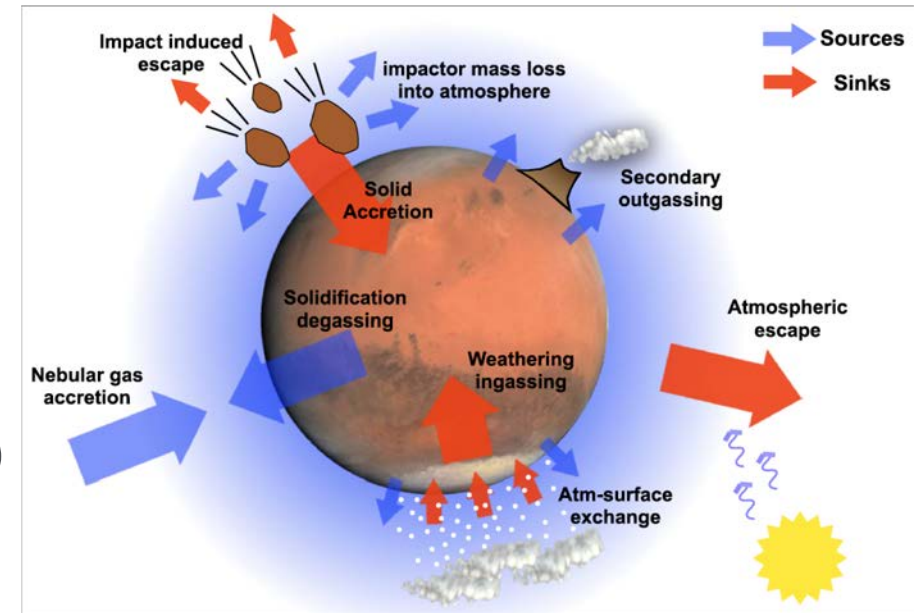 Impact induced
escape
impactor mass loss
into atmosphere
Sources
Sinks
Solid
Accretion
Secondary
outgassing
Solidification
degassing
Atmospheric
escape
Weathering
ingassing
Nebular gas
accretion
)
Atm-surface
exchange